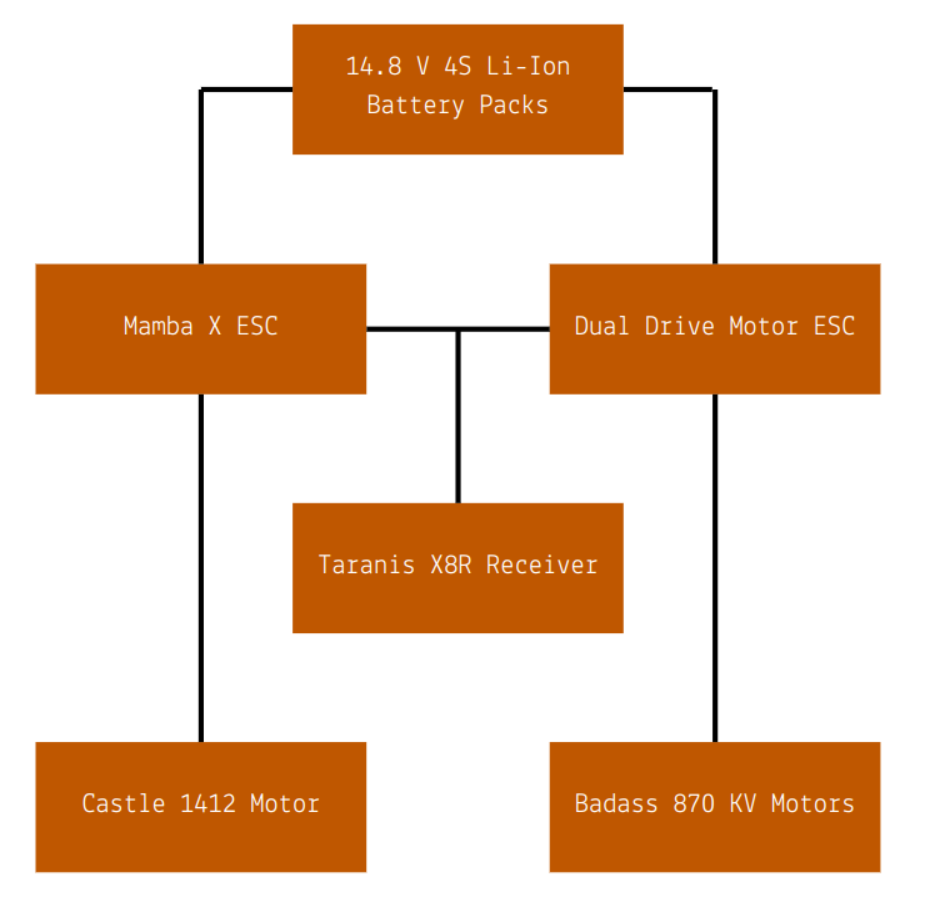 14.8 V 4S Li-Ion
Battery Packs
Mamba X ESC
Dual Drive Motor ESC
Taranis X8R Receiver
Castle 1412 Motor
Badass 870 KV Motors